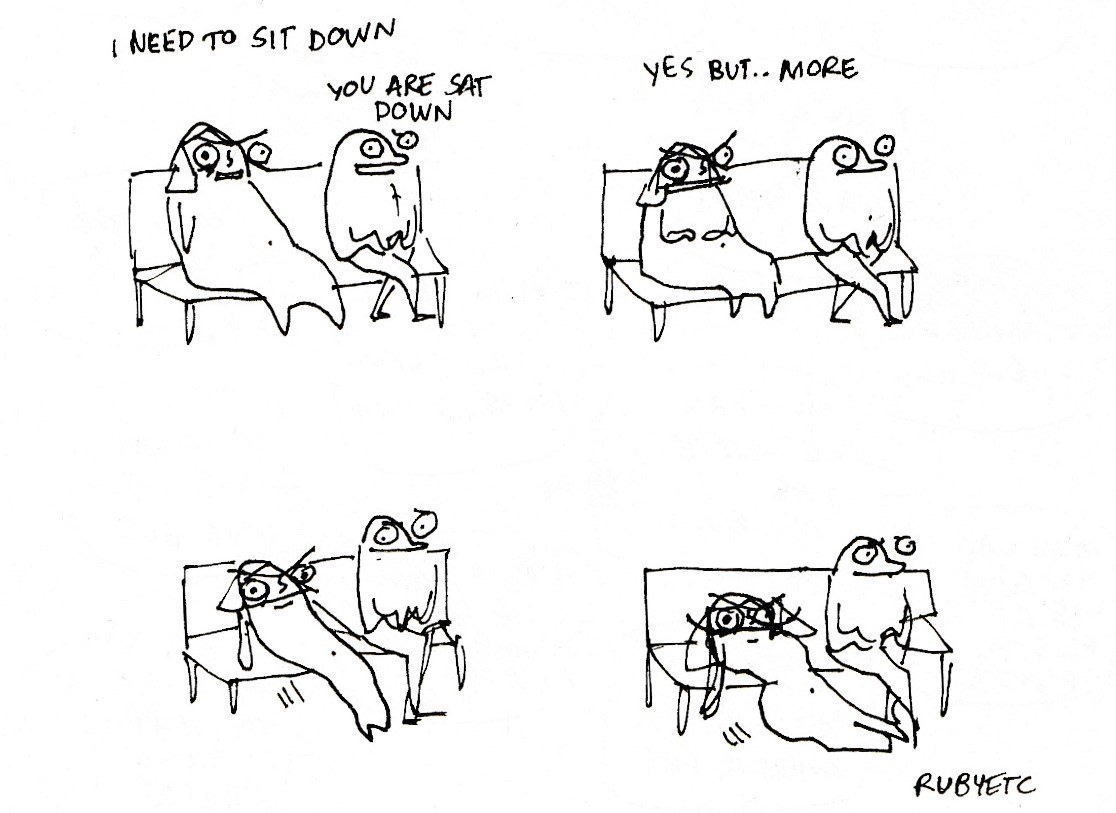 I NEED TO SIT DOWN
YOU ARE SAT
DOWN
YES BUT.. MORE
RUBYETC